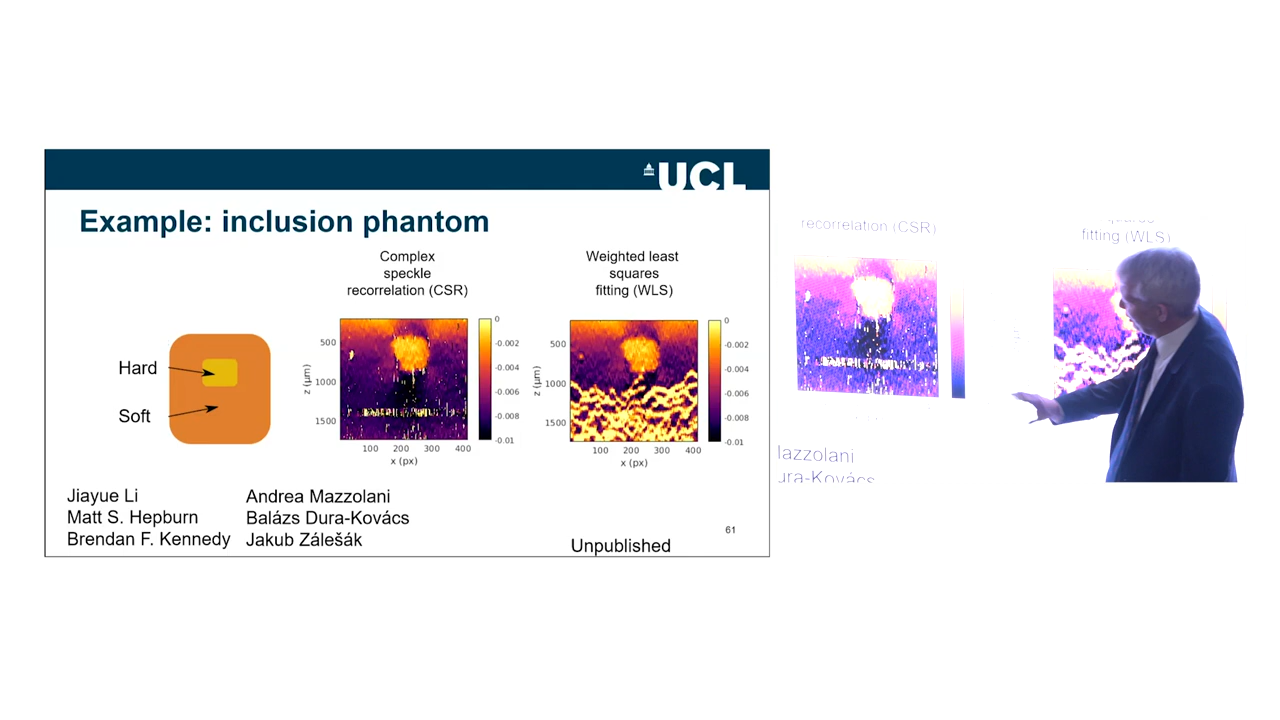 UCL
Example: inclusion phantom
Complex
speckle
recorrelation (CSR)
Weighted least
squares
fitting (WLS)
Hard
Soft
z (μm)
500
1000
1500
100 200 300 400
x (px)
0
-0.002
-0.004
-0.006
-0.008
-0.01
z (μm)
500
1000
1500
100 200 300 400
x (px)
0
-0.002
-0.004
-0.006
-0.008
-0.01
Jiayue Li
Matt S. Hepburn
Brendan F. Kennedy
Andrea Mazzolani
Balázs Dura-Kovács
Jakub Zálešák
Unpublished
61
recorrelation (CSR)
squares
fitting (WLS)
lazzolani
ura-Kovács